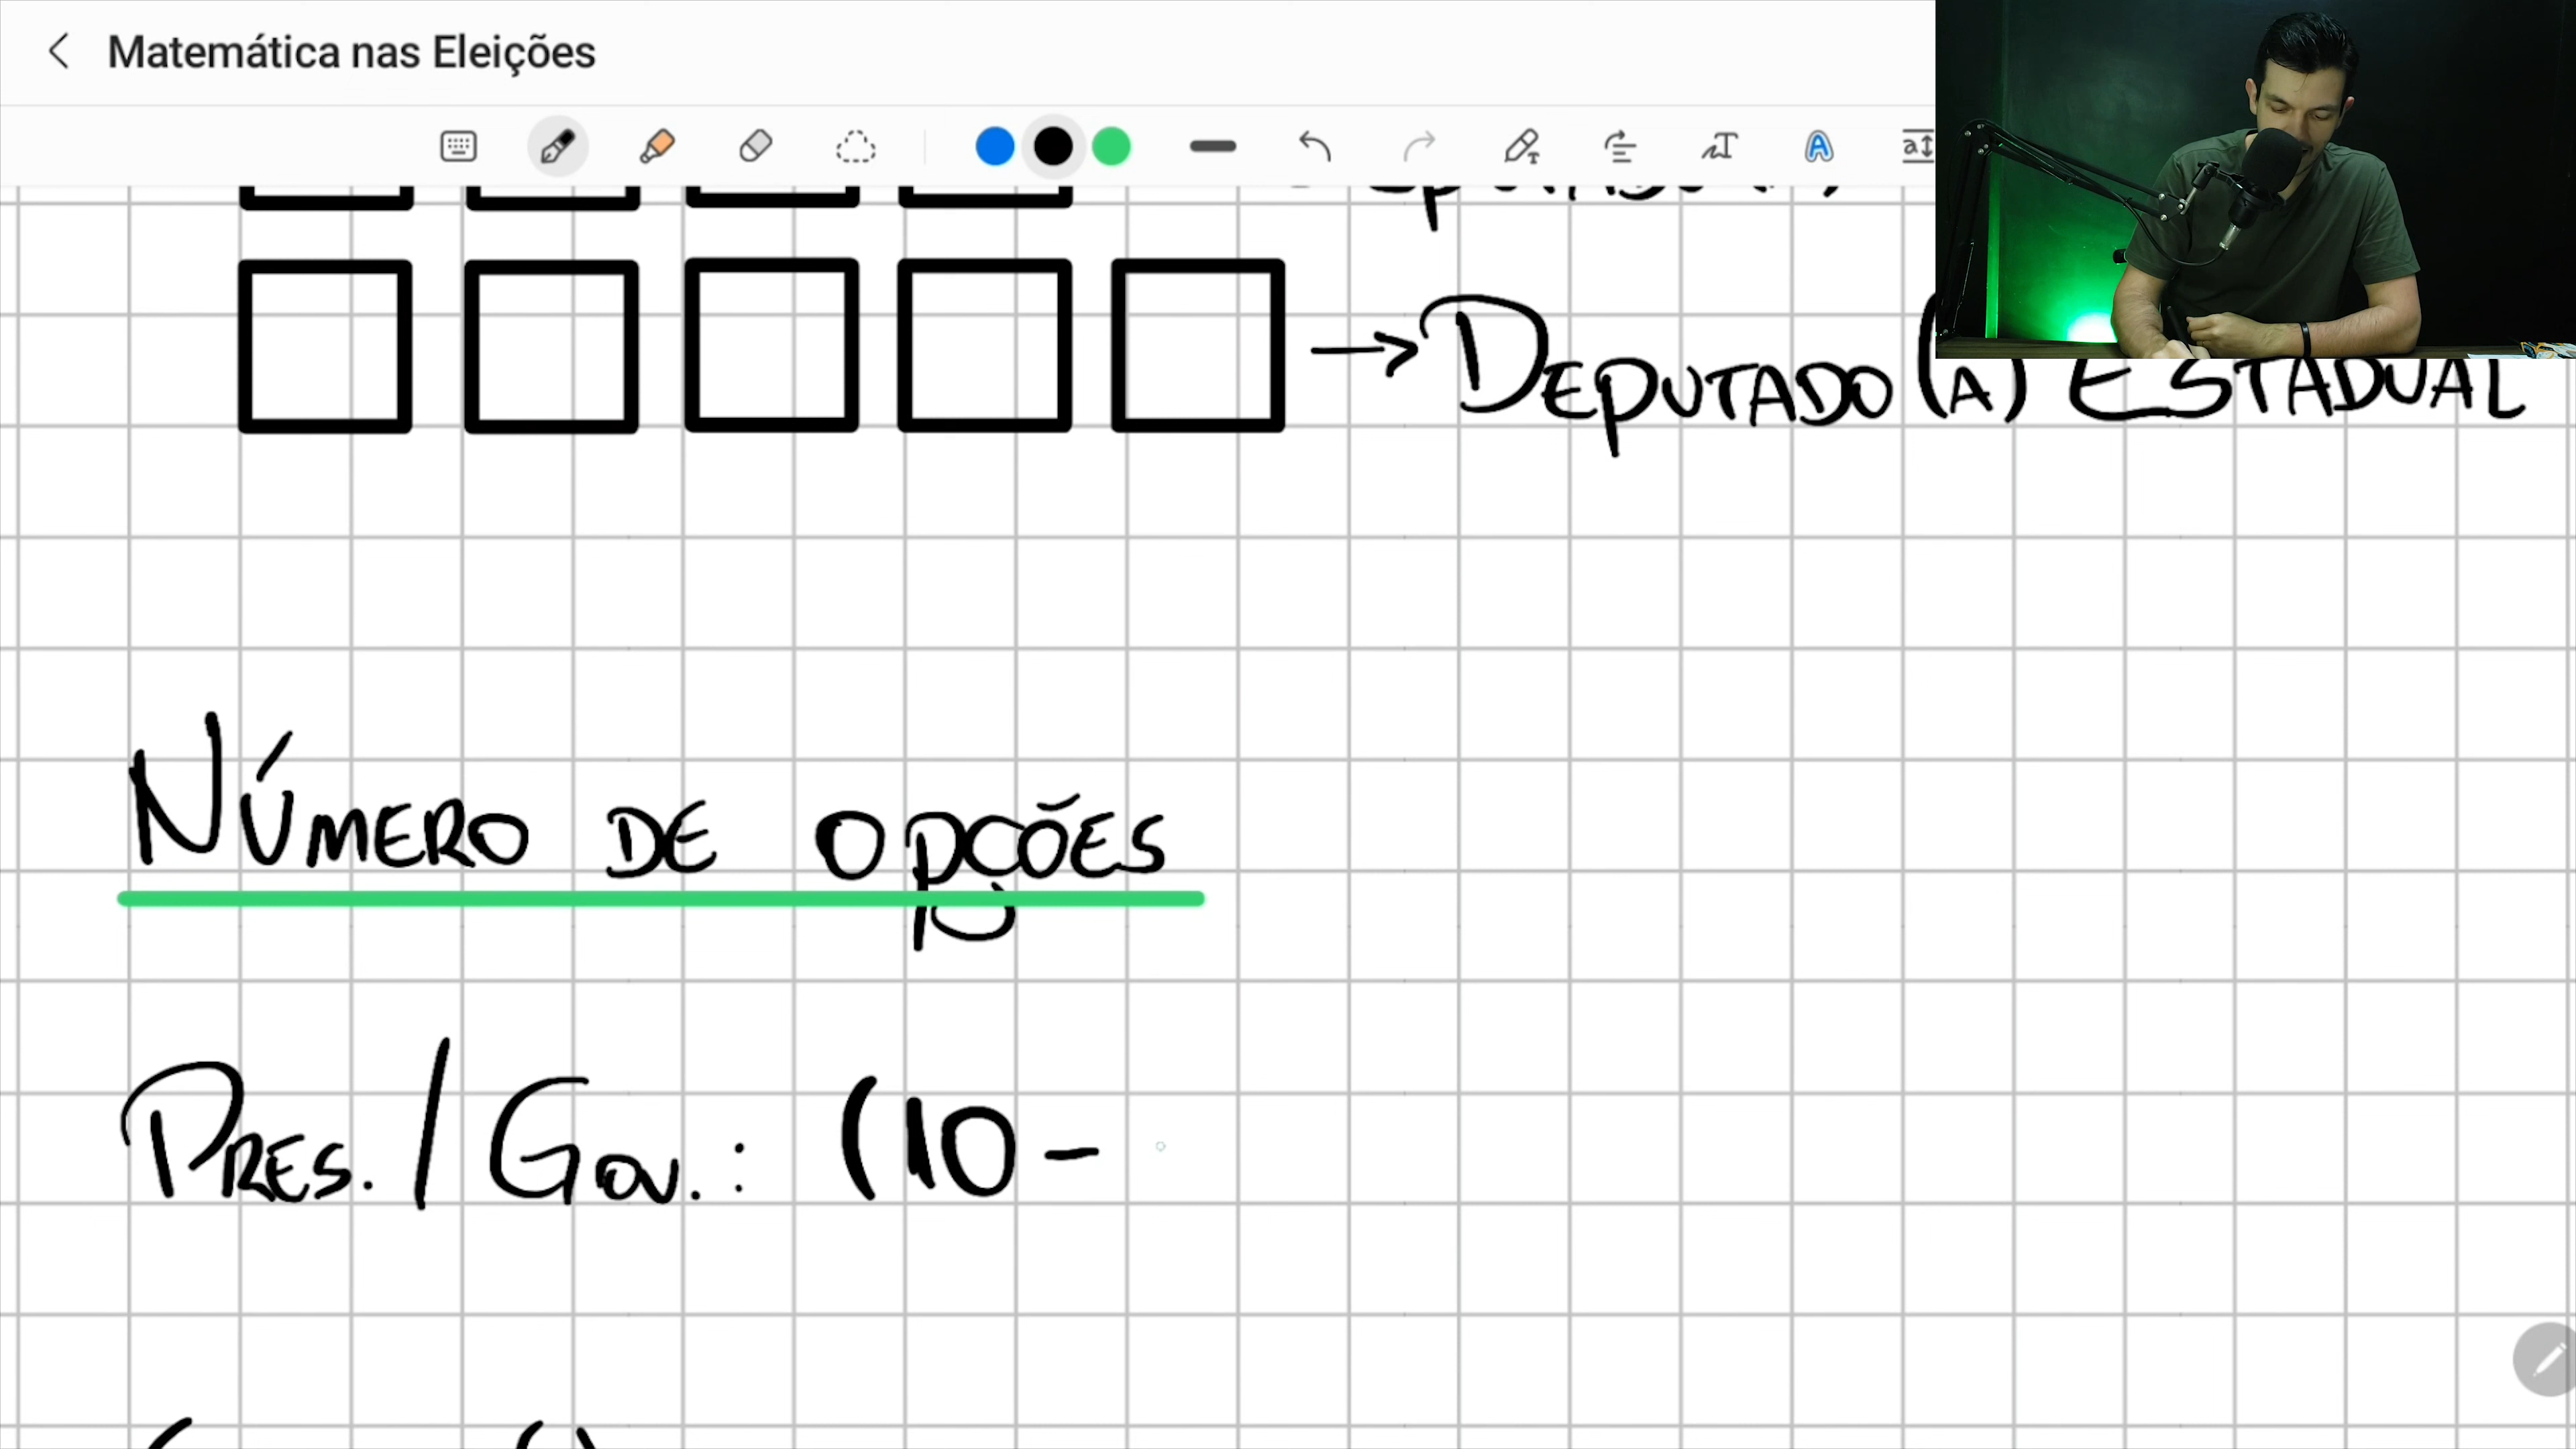 Matemática nas Eleições
→ DEPUTADO (A) ESTADUAL
NÚMERO DE OPÇÕES
PRES. / GOV.: (10 -